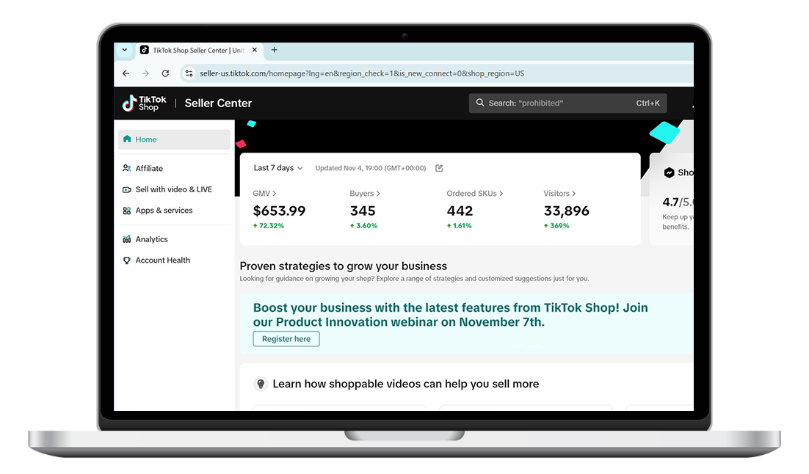 TikTok Shop Seller Center | Unit
seller-us.tiktok.com/homepage?lng=en&region_check=1&is_new_connect=0&shop_region=US
TikTok
Shop
Seller Center
Search: "prohibited"
Ctrl+K
Home
Affiliate
Sell with video & LIVE
Apps & services
Analytics
Account Health
Last 7 days
Updated Nov 4, 19:00 (GMT+00:00)
GMV >
Buyers >
Ordered SKUs >
Visitors >
$653.99
345
442
33,896
+ 72.32%
+ 3.60%
+ 1.61%
+ 369%
Sho
4.7/5.
Keep up y
benefits.
Proven strategies to grow your business
Looking for guidance on growing your shop? Explore a range of strategies and customized suggestions just for you.
Boost your business with the latest features from TikTok Shop! Join
our Product Innovation webinar on November 7th.
Register here
Learn how shoppable videos can help you sell more